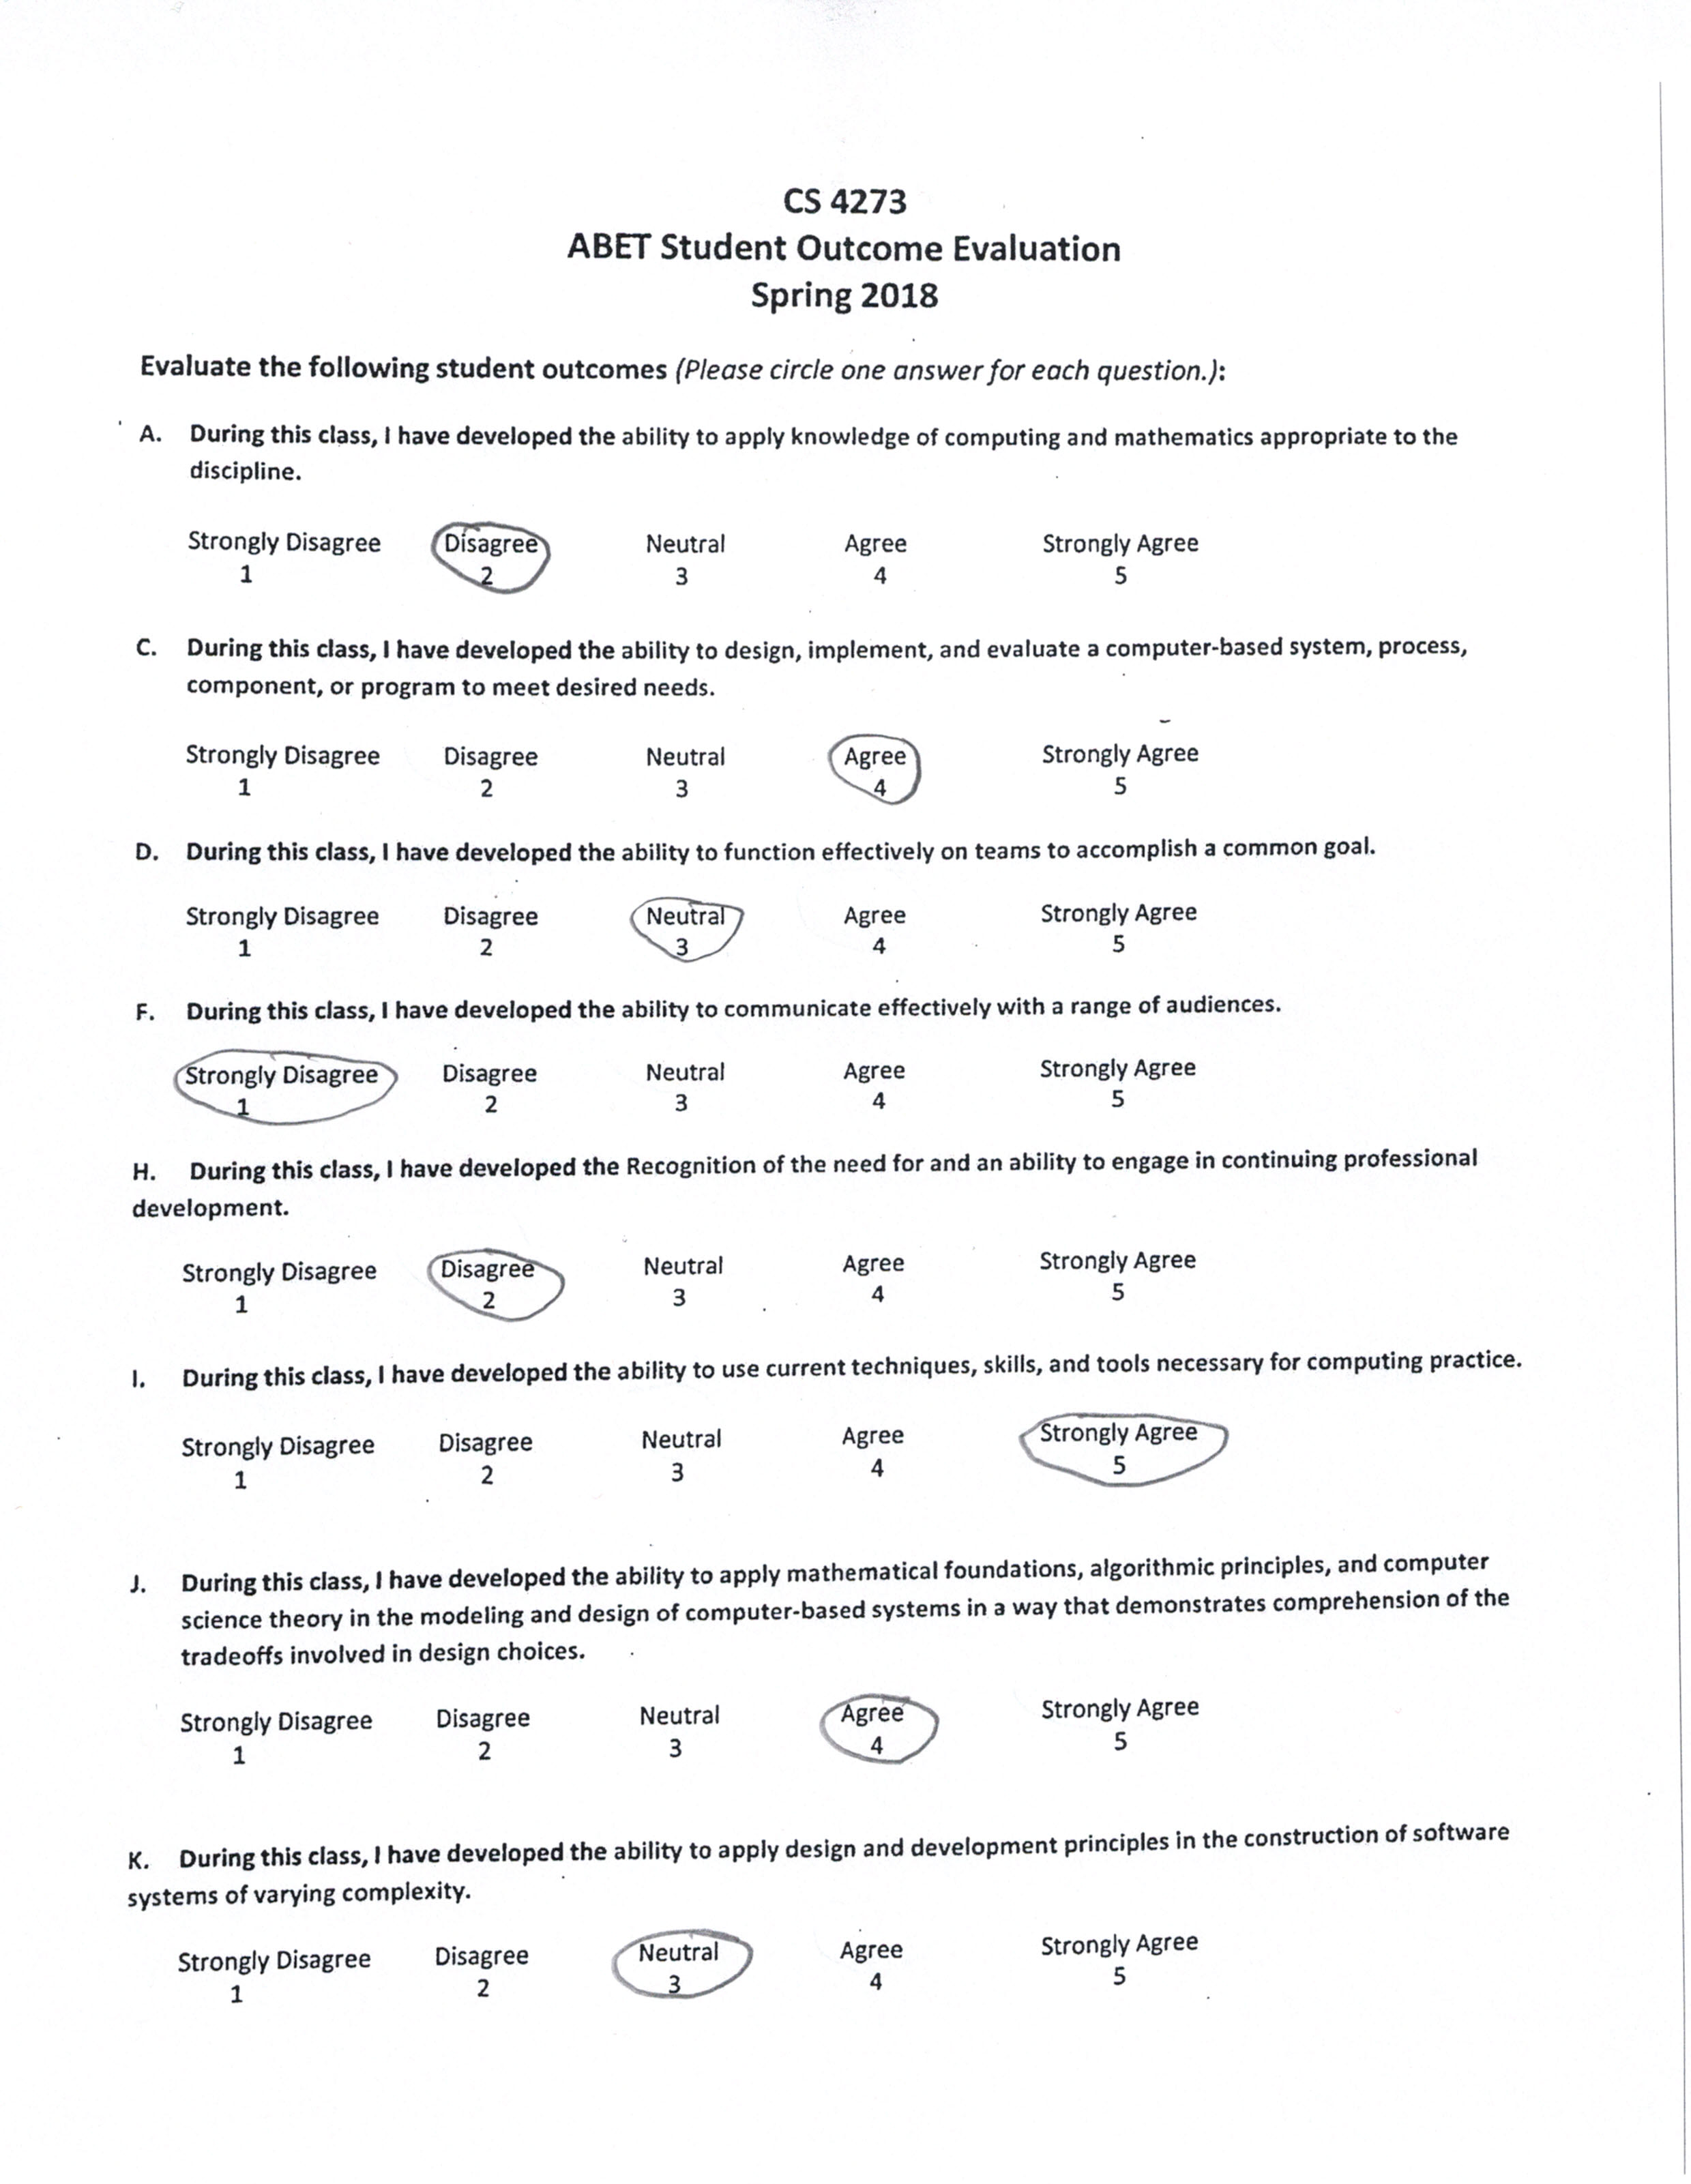 CS 4273
ABET Student Outcome Evaluation
Spring 2018
Evaluate the following student outcomes (Please circle one answer for each question.):
A. During this class, I have developed the ability to apply knowledge of computing and mathematics appropriate to the
discipline.
Strongly Disagree Disagree Neutral Agree Strongly Agree
1 2 3 4 5
C. During this class, I have developed the ability to design, implement, and evaluate a computer-based system, process,
component, or program to meet desired needs.
Strongly Disagree Disagree Neutral Agree Strongly Agree
1 2 3 4 5
D. During this class, I have developed the ability to function effectively on teams to accomplish a common goal.
Strongly Disagree Disagree Neutral Agree Strongly Agree
1 2 3 4 5
F. During this class, I have developed the ability to communicate effectively with a range of audiences.
Strongly Disagree Disagree Neutral Agree Strongly Agree
1 2 3 4 5
H. During this class, I have developed the Recognition of the need for and an ability to engage in continuing professional
development.
Strongly Disagree Disagree Neutral Agree Strongly Agree
1 2 3 4 5
I. During this class, I have developed the ability to use current techniques, skills, and tools necessary for computing practice.
Strongly Disagree Disagree Neutral Agree Strongly Agree
1 2 3 4 5
J. During this class, I have developed the ability to apply mathematical foundations, algorithmic principles, and computer
science theory in the modeling and design of computer-based systems in a way that demonstrates comprehension of the
tradeoffs involved in design choices.
Strongly Disagree Disagree Neutral Agree Strongly Agree
1 2 3 4 5
K. During this class, I have developed the ability to apply design and development principles in the construction of software
systems of varying complexity.
Strongly Disagree Disagree Neutral Agree Strongly Agree
1 2 3 4 5